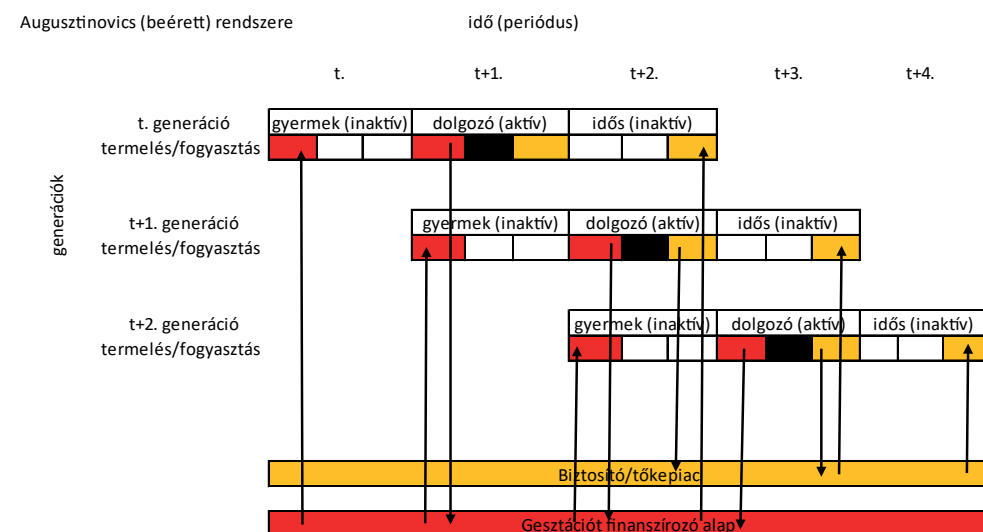 Augusztinovics (beérett) rendszere
idő (periódus)
t.
t+1.
t+2.
t+3.
t+4.
generációk
t. generáció
termelés/fogyasztás
gyermek (inaktív)
dolgozó (aktív)
idős (inaktív)
t+1. generáció
termelés/fogyasztás
gyermek (inaktív)
dolgozó (aktív)
idős (inaktív)
t+2. generáció
termelés/fogyasztás
gyermek (inaktív)
dolgozó (aktív)
idős (inaktív)
Biztosító/tőkepiac
Gesztációt finanszírozó alap